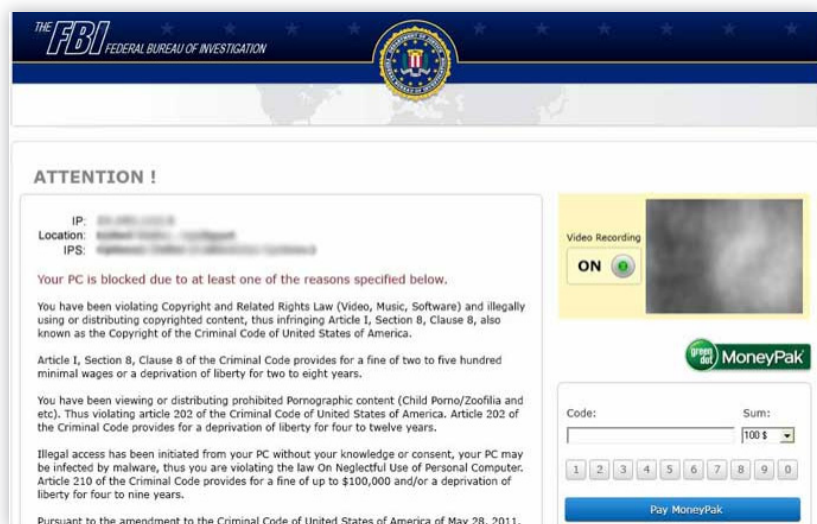 THE FBI FEDERAL BUREAU OF INVESTIGATION
ATTENTION !
IP:
Location:
IPS:
Your PC is blocked due to at least one of the reasons specified below.
You have been violating Copyright and Related Rights Law (Video, Music, Software) and illegally
using or distributing copyrighted content, thus infringing Article I, Section 8, Clause 8, also
known as the Copyright of the Criminal Code of United States of America.
Article I, Section 8, Clause 8 of the Criminal Code provides for a fine of two to five hundred
minimal wages or a deprivation of liberty for two to eight years.
You have been viewing or distributing prohibited Pornographic content (Child Porno/Zoofilia and
etc). Thus violating article 202 of the Criminal Code of United States of America. Article 202 of
the Criminal Code provides for a deprivation of liberty for four to twelve years.
Illegal access has been initiated from your PC without your knowledge or consent, your PC may
be infected by malware, thus you are violating the law On Neglectful Use of Personal Computer.
Article 210 of the Criminal Code provides for a fine of up to $100,000 and/or a deprivation of
liberty for four to nine years.
Pursuant to the amendment to the Criminal Code of United States of America of May 28, 2011,
Video Recording
ON
green dot MoneyPak
Code: Sum:
100 $
1 2 3 4 5 6 7 8 9 0
Pay MoneyPak